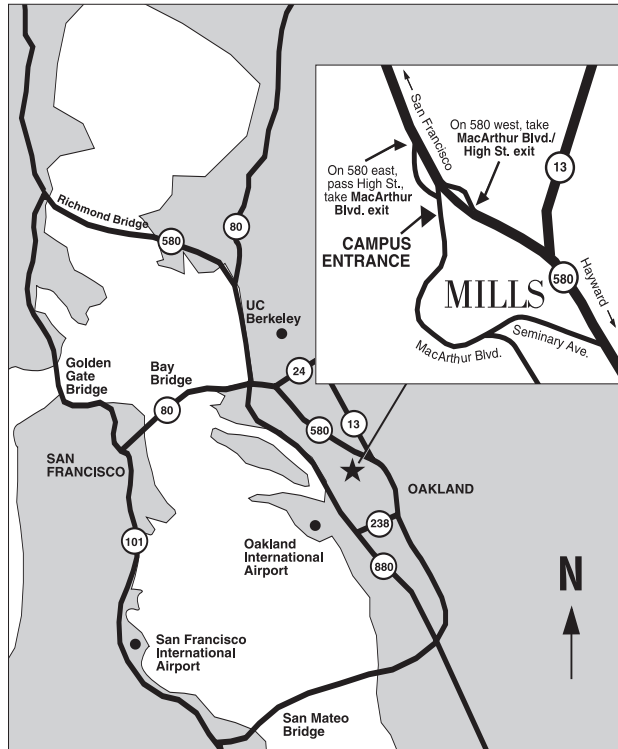 San Francisco
On 580 west, take
MacArthur Blvd./
High St. exit
On 580 east,
pass High St.,
take MacArthur
Blvd. exit
13
CAMPUS
ENTRANCE
580
Hayward
MILLS
Seminary Ave.
MacArthur Blvd.
Richmond Bridge
580
80
UC
Berkeley
Golden
Gate
Bridge
Bay
Bridge
80
24
580
13
SAN
FRANCISCO
OAKLAND
101
238
Oakland
International
Airport
880
N
San Francisco
International
Airport
San Mateo
Bridge